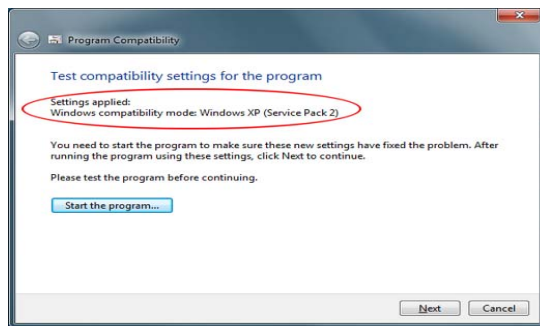 Program Compatibility
Test compatibility settings for the program
Settings applied:
Windows compatibility mode: Windows XP (Service Pack 2)
You need to start the program to make sure these new settings have fixed the problem. After
running the program using these settings, click Next to continue.
Please test the program before continuing.
Start the program...
Next Cancel